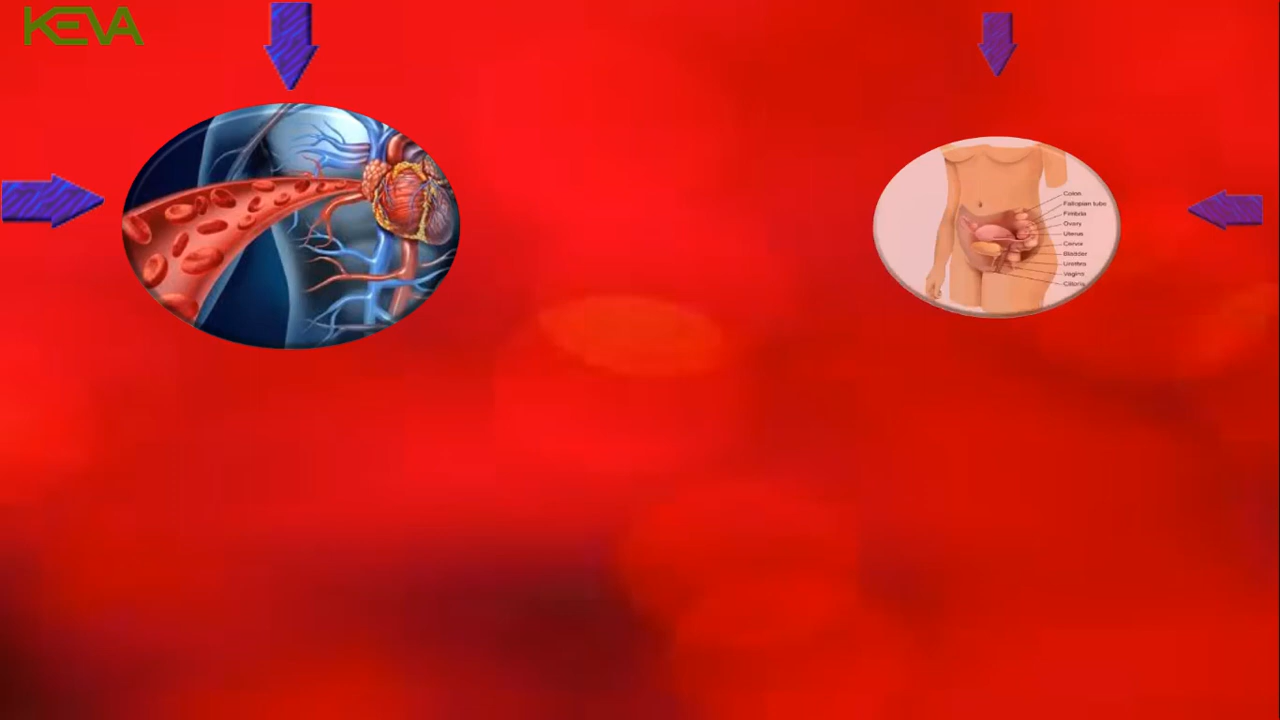 KEVA
Colon
Fallopian tube
Fimbria
Ovary
Uterus
Cervix
Bladder
Urethra
Vagina
Clitoris